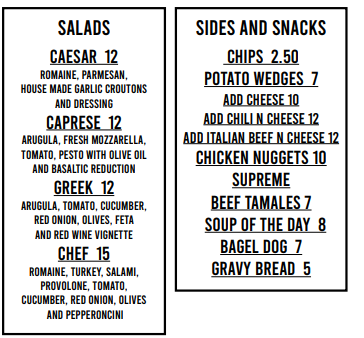 SALADS
CAESAR 12
ROMAINE, PARMESAN,
HOUSE MADE GARLIC CROUTONS
AND DRESSING
CAPRESE 12
ARUGULA, FRESH MOZZARELLA,
TOMATO, PESTO WITH OLIVE OIL
AND BASALTIC REDUCTION
GREEK 12
ARUGULA, TOMATO, CUCUMBER,
RED ONION, OLIVES, FETA
AND RED WINE VIGNETTE
CHEF 15
ROMAINE, TURKEY, SALAMI,
PROVOLONE, TOMATO,
CUCUMBER, RED ONION, OLIVES
AND PEPPERONCINI
SIDES AND SNACKS
CHIPS 2.50
POTATO WEDGES 7
ADD CHEESE 10
ADD CHILI N CHEESE 12
ADD ITALIAN BEEF N CHEESE 12
CHICKEN NUGGETS 10
SUPREME
BEEF TAMALES 7
SOUP OF THE DAY 8
BAGEL DOG 7
GRAVY BREAD 5